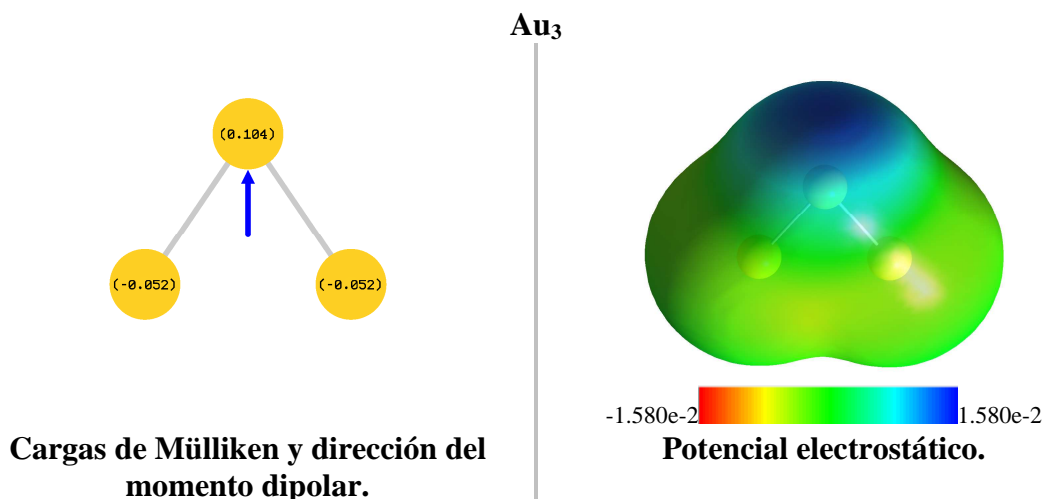 Au₃
(0.104)
(-0.052)
(-0.052)
-1.580e-2
1.580e-2
Cargas de Mülliken y dirección del
momento dipolar.
Potencial electrostático.